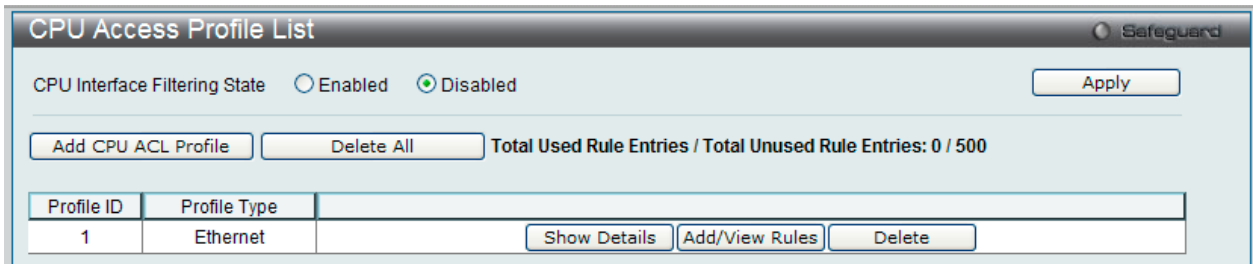 CPU Access Profile List Safeguard
CPU Interface Filtering State Enabled Disabled Apply
Add CPU ACL Profile Delete All Total Used Rule Entries / Total Unused Rule Entries: 0 / 500
Profile ID Profile Type
1 Ethernet Show Details Add/View Rules Delete